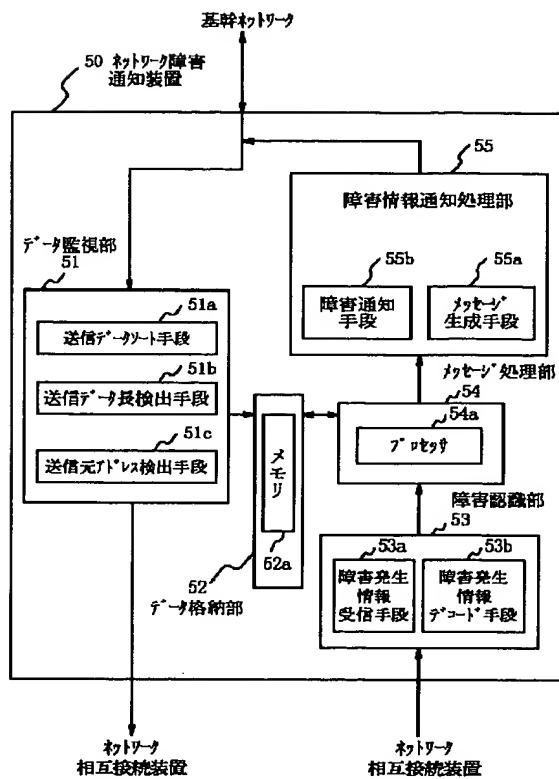 基幹ネットワーク
50 ネットワーク障害
通知装置
55
障害情報通知処理部
55b
55a
障害通知
手段
メッセージ
生成手段
データ監視部
51
51a
送信データソート手段
51b
送信データ長検出手段
51c
送信元アドレス検出手段
メモリ
52a
52
データ格納部
メッセージ処理部
54
54a
プロセッサ
障害認識部
53
53a
53b
障害発生
情報
受信手段
障害発生
情報
デコード手段
ネットワーク
相互接続装置
ネットワーク
相互接続装置